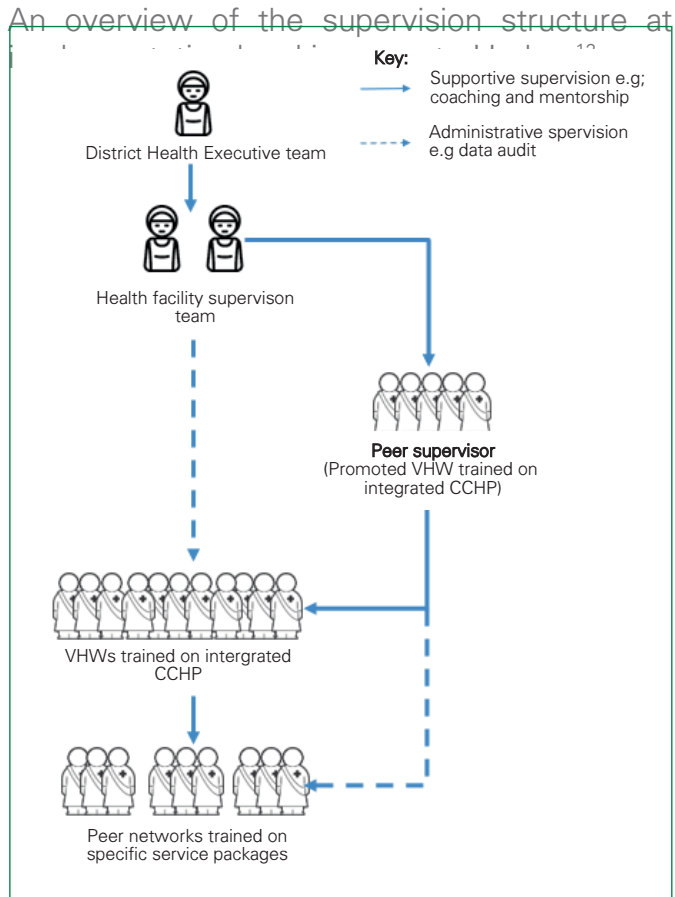 An overview of the supervision structure at
Key:
Supportive supervision e.g;
coaching and mentorship
Administrative spervision
e.g data audit
District Health Executive team
Health facility supervison
team
Peer supervisor
(Promoted VHW trained on
integrated CCHP)
VHWs trained on intergrated
CCHP
Peer networks trained on
specific service packages